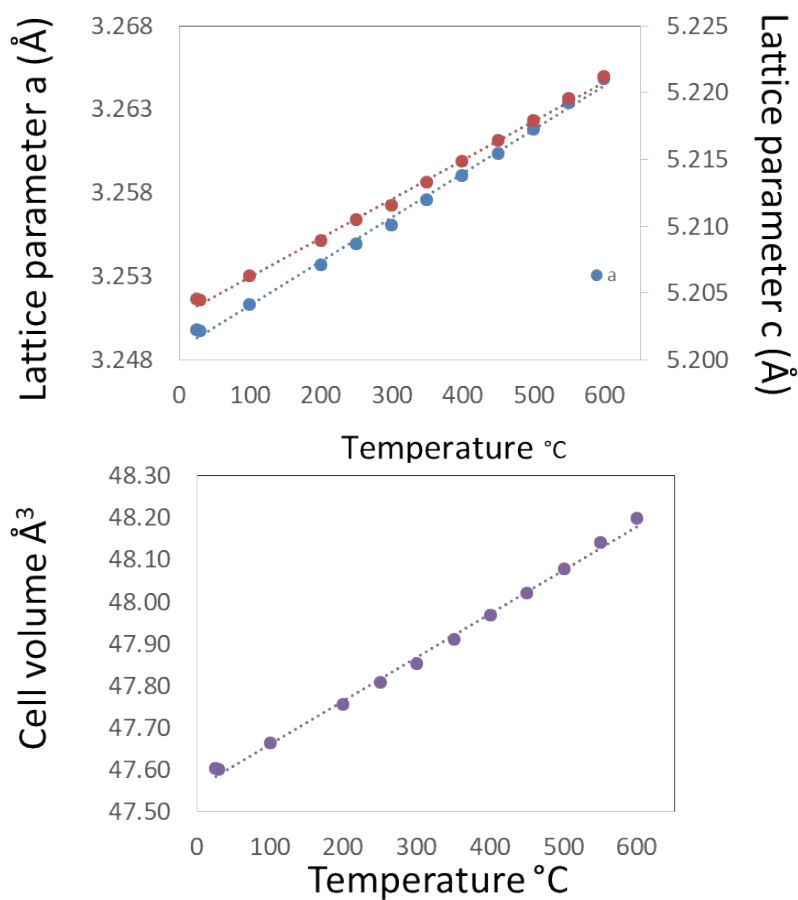 Lattice parameter a (Å)
3.268
3.263
3.258
3.253
3.248
5.225
5.220
5.215
5.210
5.205
5.200
Lattice parameter c (Å)
a
0 100 200 300 400 500 600
Temperature °C
Cell volume Å³
48.30
48.20
48.10
48.00
47.90
47.80
47.70
47.60
47.50
0 100 200 300 400 500 600
Temperature °C